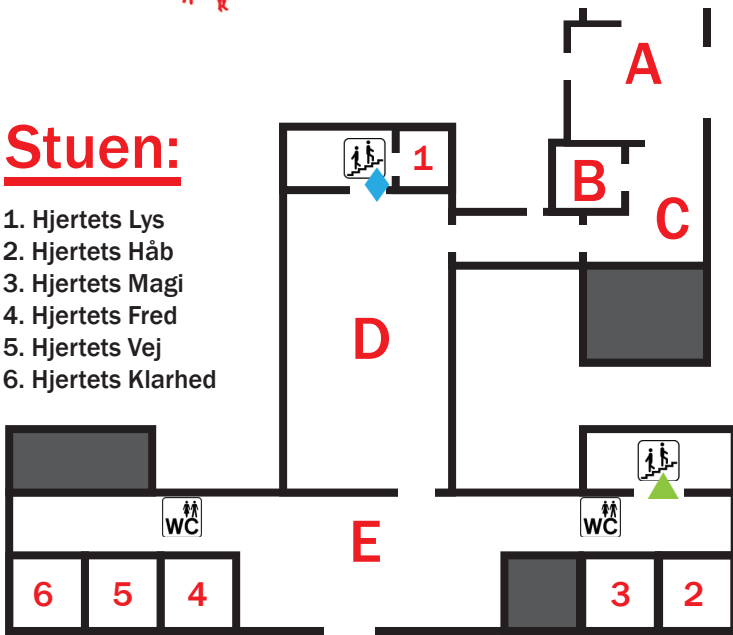 Stuen:
1. Hjertets Lys
2. Hjertets Håb
3. Hjertets Magi
4. Hjertets Fred
5. Hjertets Vej
6. Hjertets Klarhed
A
B
C
1
D
E
WC
WC
6
5
4
3
2